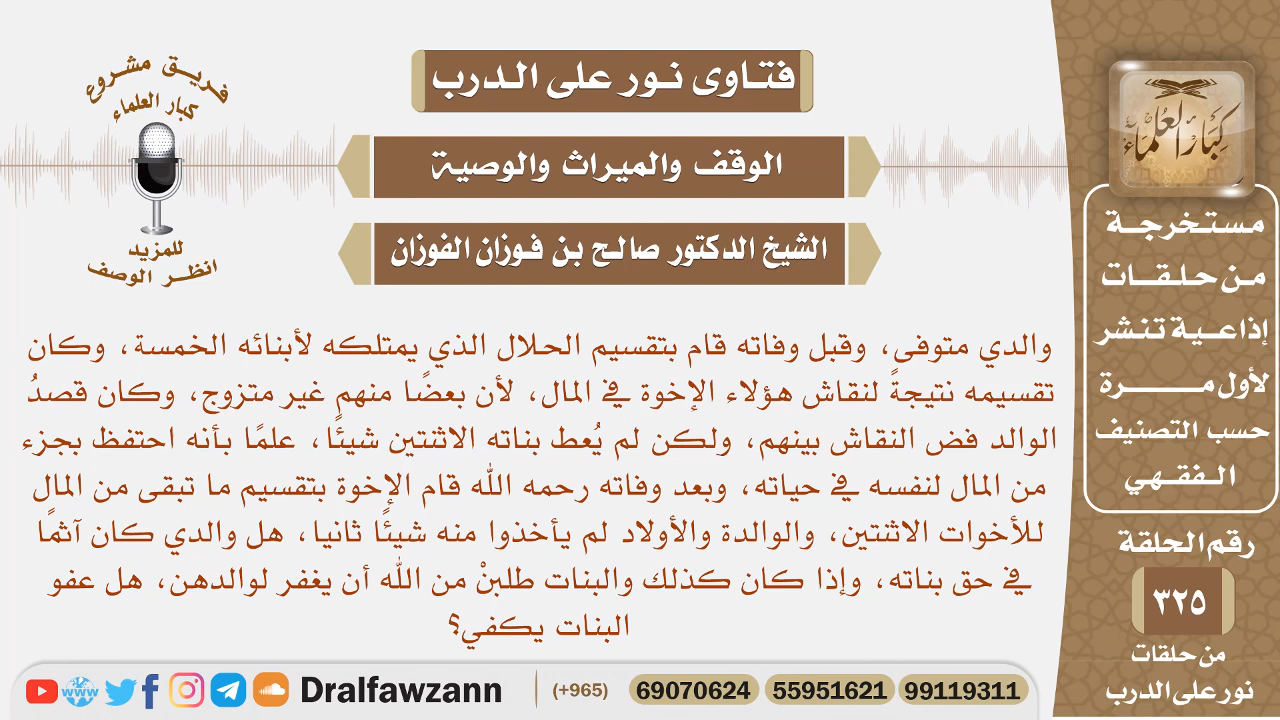 فتاوى نور على الدرب
الوقف والميراث والوصية
الشيخ الدكتور صالح بن فوزان الفوزان
فريق مشروع
كبار العلماء
للمزيد
انظر الوصف
والدي متوفى، وقبل وفاته قام بتقسيم الحلال الذي يمتلكه لأبنائه الخمسة، وكان
تقسيمه نتيجةً لنقاش هؤلاء الإخوة في المال، لأن بعضًا منهم غير متزوج، وكان قصدُ
الوالد فض النقاش بينهم، ولكن لم يُعط بناته الاثنتين شيئًا، علمًا بأنه احتفظ بجزء
من المال لنفسه في حياته، وبعد وفاته رحمه الله قام الإخوة بتقسيم ما تبقى من المال
للأخوات الاثنتين، والوالدة والأولاد لم يأخذوا منه شيئًا ثانيا، هل والدي كان آثمًا
في حق بناته، وإذا كان كذلك والبنات طلبنْ من الله أن يغفر لوالدهن، هل عفو
البنات يكفي؟
كبار العلماء
مستخرجة
من حلقات
إذاعية تنشر
لأول مرة
حسب التصنيف
الفقهي
رقم الحلقة
٣٢٥
من حلقات
نور على الدرب
www
Dralfawzann
(+965)
69070624
55951621
99119311